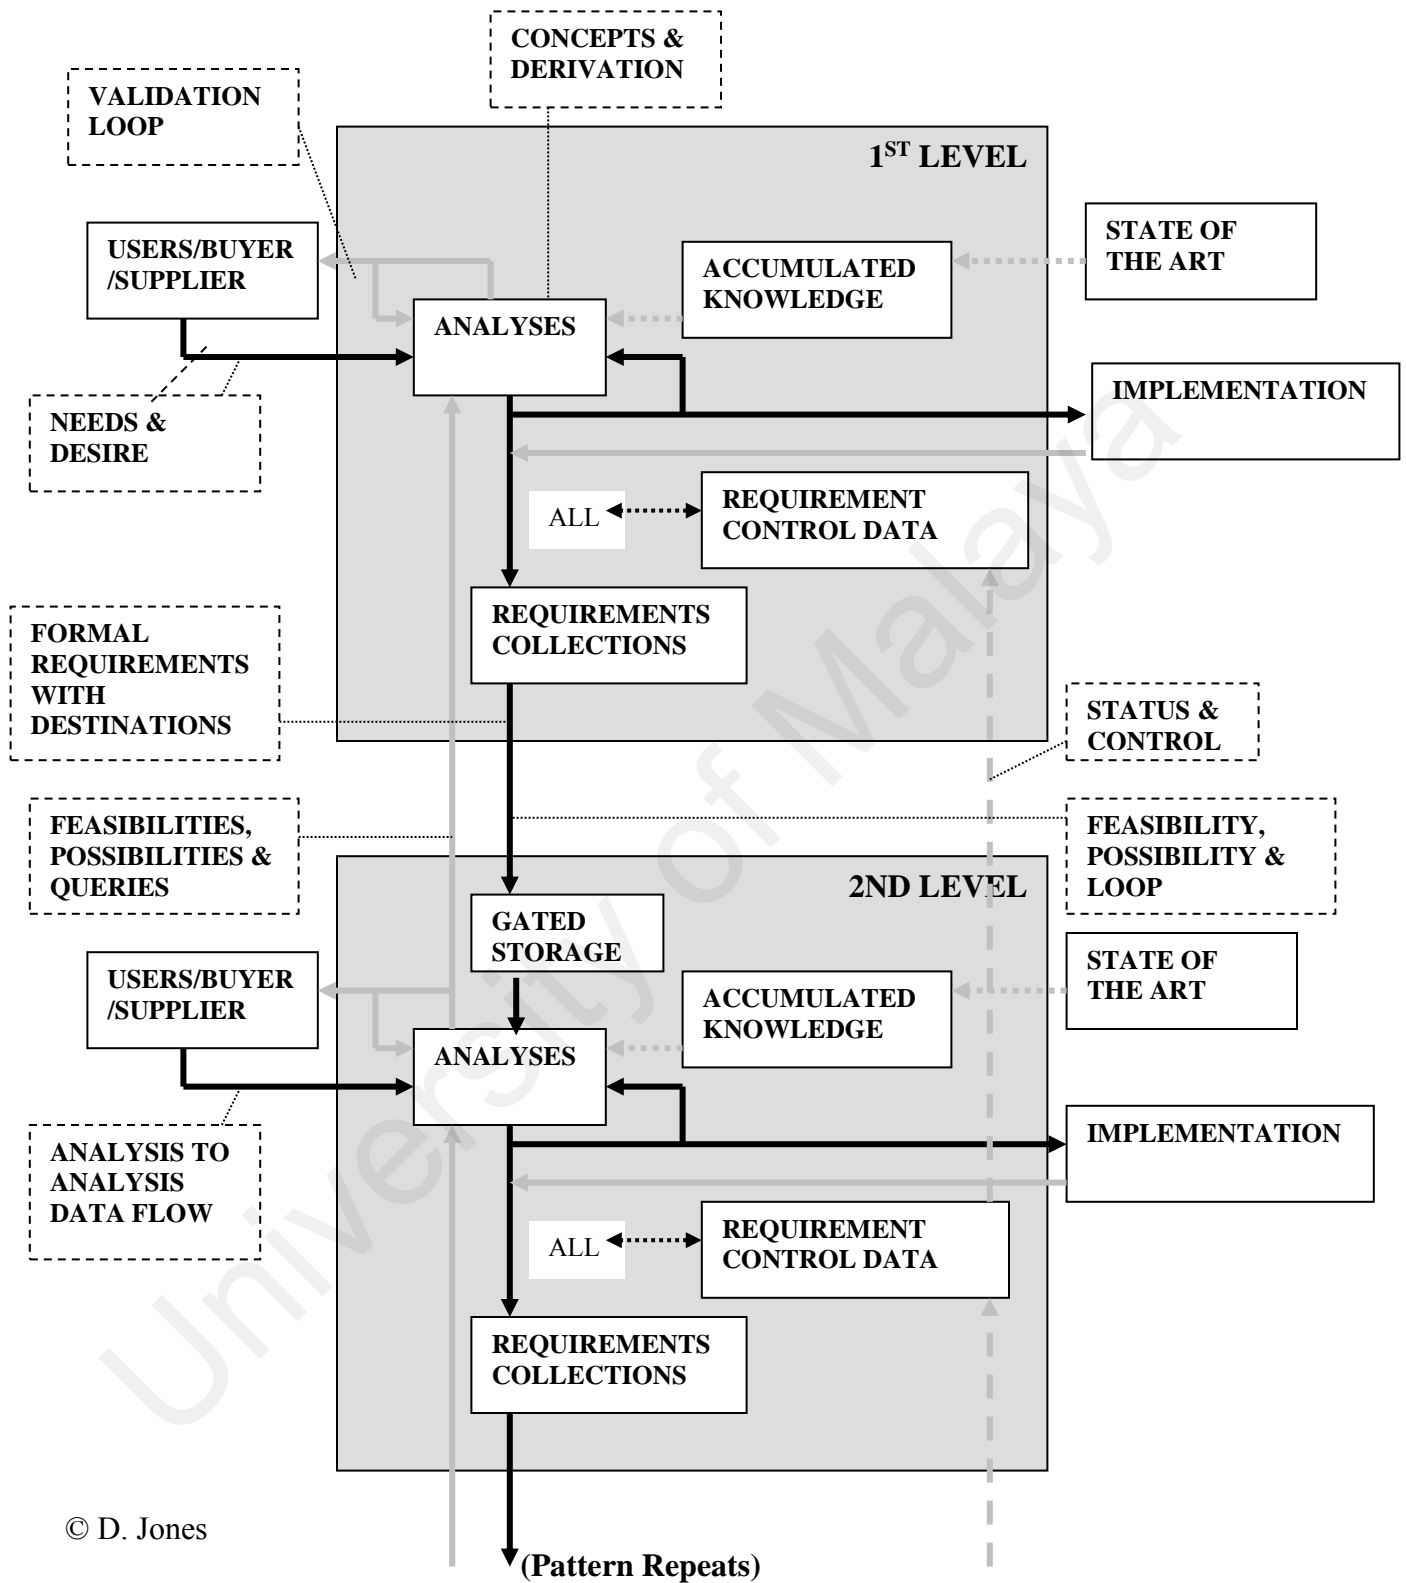 CONCEPTS &
DERIVATION
VALIDATION
LOOP
1ST LEVEL
USERS/BUYER
/SUPPLIER
ACCUMULATED
KNOWLEDGE
STATE OF
THE ART
ANALYSES
IMPLEMENTATION
NEEDS &
DESIRE
ALL
REQUIREMENT
CONTROL DATA
REQUIREMENTS
COLLECTIONS
FORMAL
REQUIREMENTS
WITH
DESTINATIONS
STATUS &
CONTROL
FEASIBILITIES,
POSSIBILITIES &
QUERIES
FEASIBILITY,
POSSIBILITY &
LOOP
2ND LEVEL
GATED
STORAGE
USERS/BUYER
/SUPPLIER
ACCUMULATED
KNOWLEDGE
STATE OF
THE ART
ANALYSES
IMPLEMENTATION
ANALYSIS TO
ANALYSIS
DATA FLOW
ALL
REQUIREMENT
CONTROL DATA
REQUIREMENTS
COLLECTIONS
© D. Jones
(Pattern Repeats)
University of Malaya